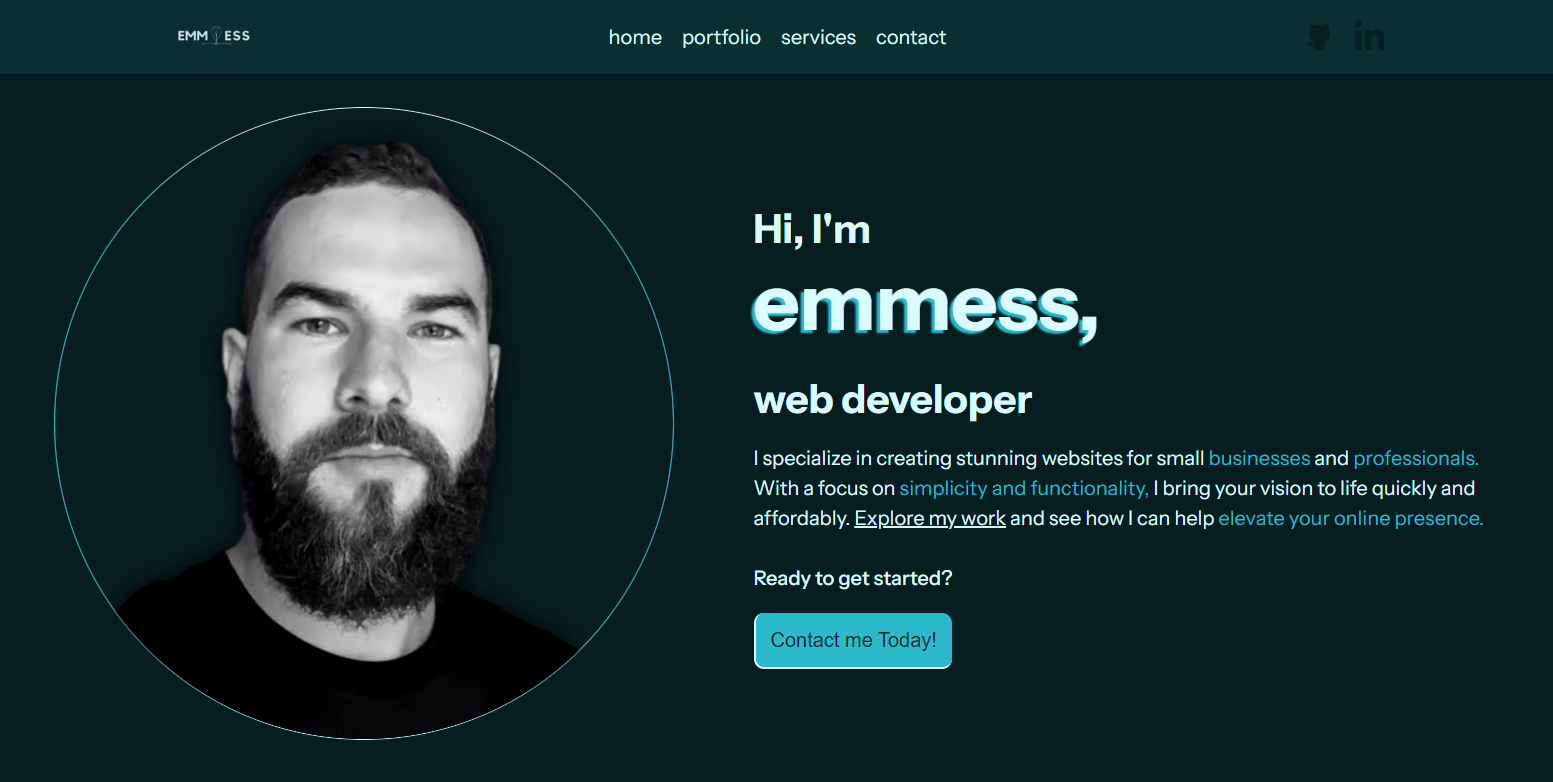 EMM ESS
home portfolio services contact
in
Hi, I'm
emmess,
web developer
I specialize in creating stunning websites for small businesses and professionals.
With a focus on simplicity and functionality, I bring your vision to life quickly and
affordably. Explore my work and see how I can help elevate your online presence.
Ready to get started?
Contact me Today!